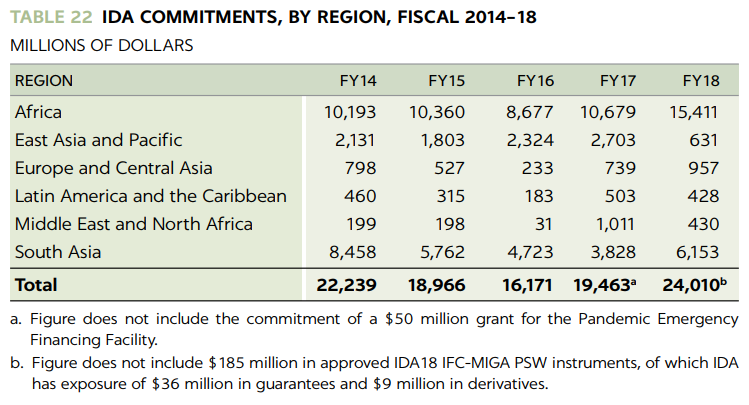 TABLE 22 IDA COMMITMENTS, BY REGION, FISCAL 2014–18
MILLIONS OF DOLLARS
REGION FY14 FY15 FY16 FY17 FY18
Africa 10,193 10,360 8,677 10,679 15,411
East Asia and Pacific 2,131 1,803 2,324 2,703 631
Europe and Central Asia 798 527 233 739 957
Latin America and the Caribbean 460 315 183 503 428
Middle East and North Africa 199 198 31 1,011 430
South Asia 8,458 5,762 4,723 3,828 6,153
Total 22,239 18,966 16,171 19,463ᵃ 24,010ᵇ
a. Figure does not include the commitment of a $50 million grant for the Pandemic Emergency
Financing Facility.
b. Figure does not include $185 million in approved IDA18 IFC-MIGA PSW instruments, of which IDA
has exposure of $36 million in guarantees and $9 million in derivatives.